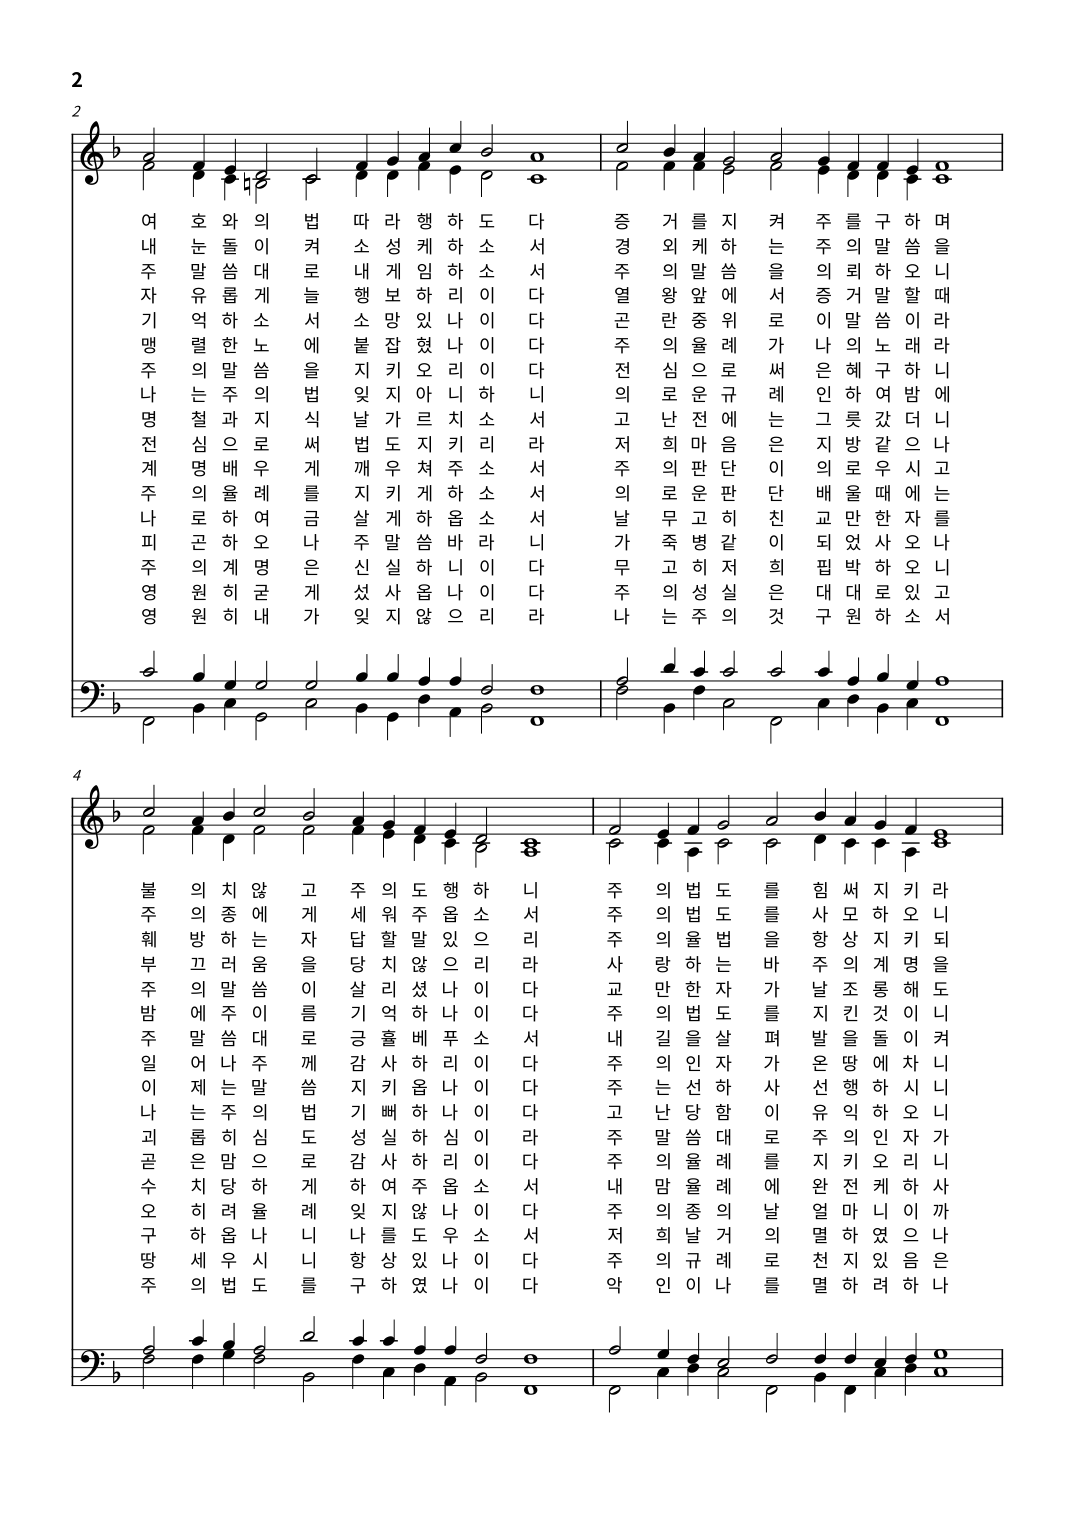 2
2
여 호 와 의 법 따 라 행 하 도 다 증 거 를 지 켜 주 를 구 하 며
내 눈 돌 이 켜 소 성 케 하 소 서 경 외 케 하 는 주 의 말 씀 을
주 말 씀 대 로 내 게 임 하 소 서 주 의 말 씀 을 의 뢰 하 오 니
자 유 롭 게 늘 행 보 하 리 이 다 열 왕 앞 에 서 증 거 말 할 때
기 억 하 소 서 소 망 있 나 이 다 곤 란 중 위 로 이 말 씀 이 라
맹 렬 한 노 에 붙 잡 혔 나 이 다 주 의 율 례 가 나 의 노 래 라
주 의 말 씀 을 지 키 오 리 이 다 전 심 으 로 써 은 혜 구 하 니
나 는 주 의 법 잊 지 아 니 하 니 의 로 운 규 례 인 하 여 밤 에
명 철 과 지 식 날 가 르 치 소 서 고 난 전 에 는 그 릇 갔 더 니
전 심 으 로 써 법 도 지 키 리 라 저 희 마 음 은 지 방 같 으 나
계 명 배 우 게 깨 우 쳐 주 소 서 주 의 판 단 이 의 로 우 시 고
주 의 율 례 를 지 키 게 하 소 서 의 로 운 판 단 배 울 때 에 는
나 로 하 여 금 살 게 하 옵 소 서 날 무 고 히 친 교 만 한 자 를
피 곤 하 오 나 주 말 씀 바 라 니 가 죽 병 같 이 되 었 사 오 나
주 의 계 명 은 신 실 하 니 이 다 무 고 히 저 희 핍 박 하 오 니
영 원 히 굳 게 섰 사 옵 나 이 다 주 의 성 실 은 대 대 로 있 고
영 원 히 내 가 잊 지 않 으 리 라 나 는 주 의 것 구 원 하 소 서
4
불 의 치 않 고 주 의 도 행 하 니 주 의 법 도 를 힘 써 지 키 라
주 의 종 에 게 세 워 주 옵 소 서 주 의 법 도 를 사 모 하 오 니
훼 방 하 는 자 답 할 말 있 으 리 주 의 율 법 을 항 상 지 키 되
부 끄 러 움 을 당 치 않 으 리 라 사 랑 하 는 바 주 의 계 명 을
주 의 말 씀 이 살 리 셨 나 이 다 교 만 한 자 가 날 조 롱 해 도
밤 에 주 이 름 기 억 하 나 이 다 주 의 법 도 를 지 킨 것 이 니
주 말 씀 대 로 긍 휼 베 푸 소 서 내 길 을 살 펴 발 을 돌 이 켜
일 어 나 주 께 감 사 하 리 이 다 주 의 인 자 가 온 땅 에 차 니
이 제 는 말 씀 지 키 옵 나 이 다 주 는 선 하 사 선 행 하 시 니
나 는 주 의 법 기 뻐 하 나 이 다 고 난 당 함 이 유 익 하 오 니
괴 롭 히 심 도 성 실 하 심 이 라 주 말 씀 대 로 주 의 인 자 가
곧 은 맘 으 로 감 사 하 리 이 다 주 의 율 례 를 지 키 오 리 니
수 치 당 하 게 하 여 주 옵 소 서 내 맘 율 례 에 완 전 케 하 사
오 히 려 율 례 잊 지 않 나 이 다 주 의 종 의 날 얼 마 니 이 까
구 하 옵 나 니 나 를 도 우 소 서 저 희 날 거 의 멸 하 였 으 나
땅 세 우 시 니 항 상 있 나 이 다 주 의 규 례 로 천 지 있 음 은
주 의 법 도 를 구 하 였 나 이 다 악 인 이 나 를 멸 하 려 하 나